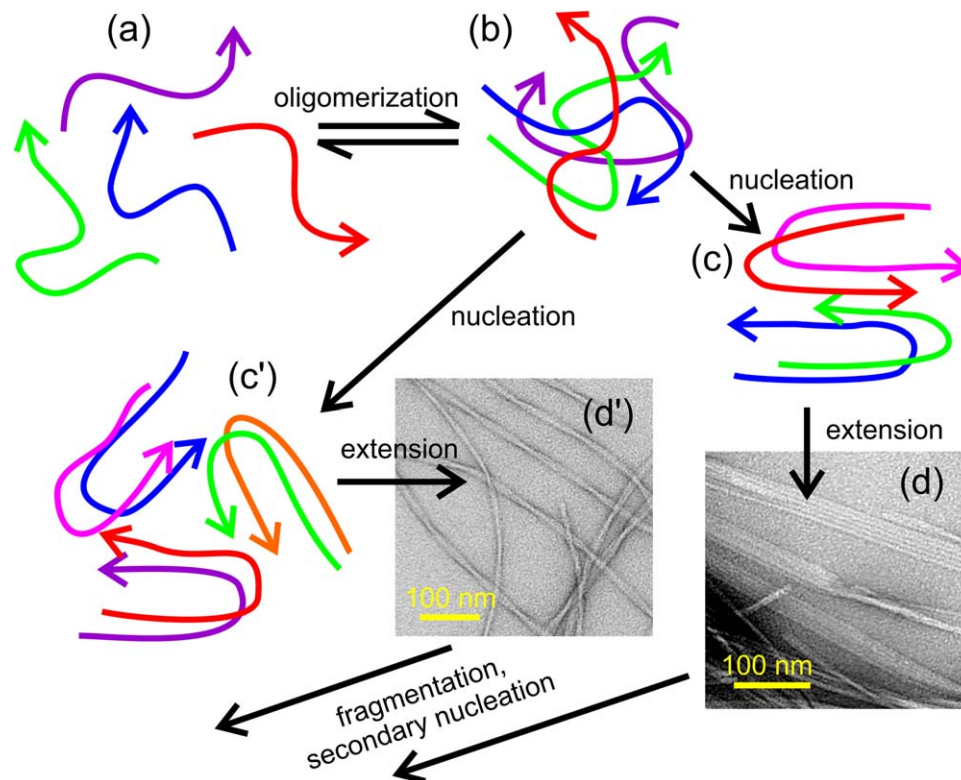 (a)
(b)
oligomerization
nucleation
(c)
nucleation
(c')
(d')
extension
extension
(d)
100 nm
100 nm
fragmentation,
secondary nucleation